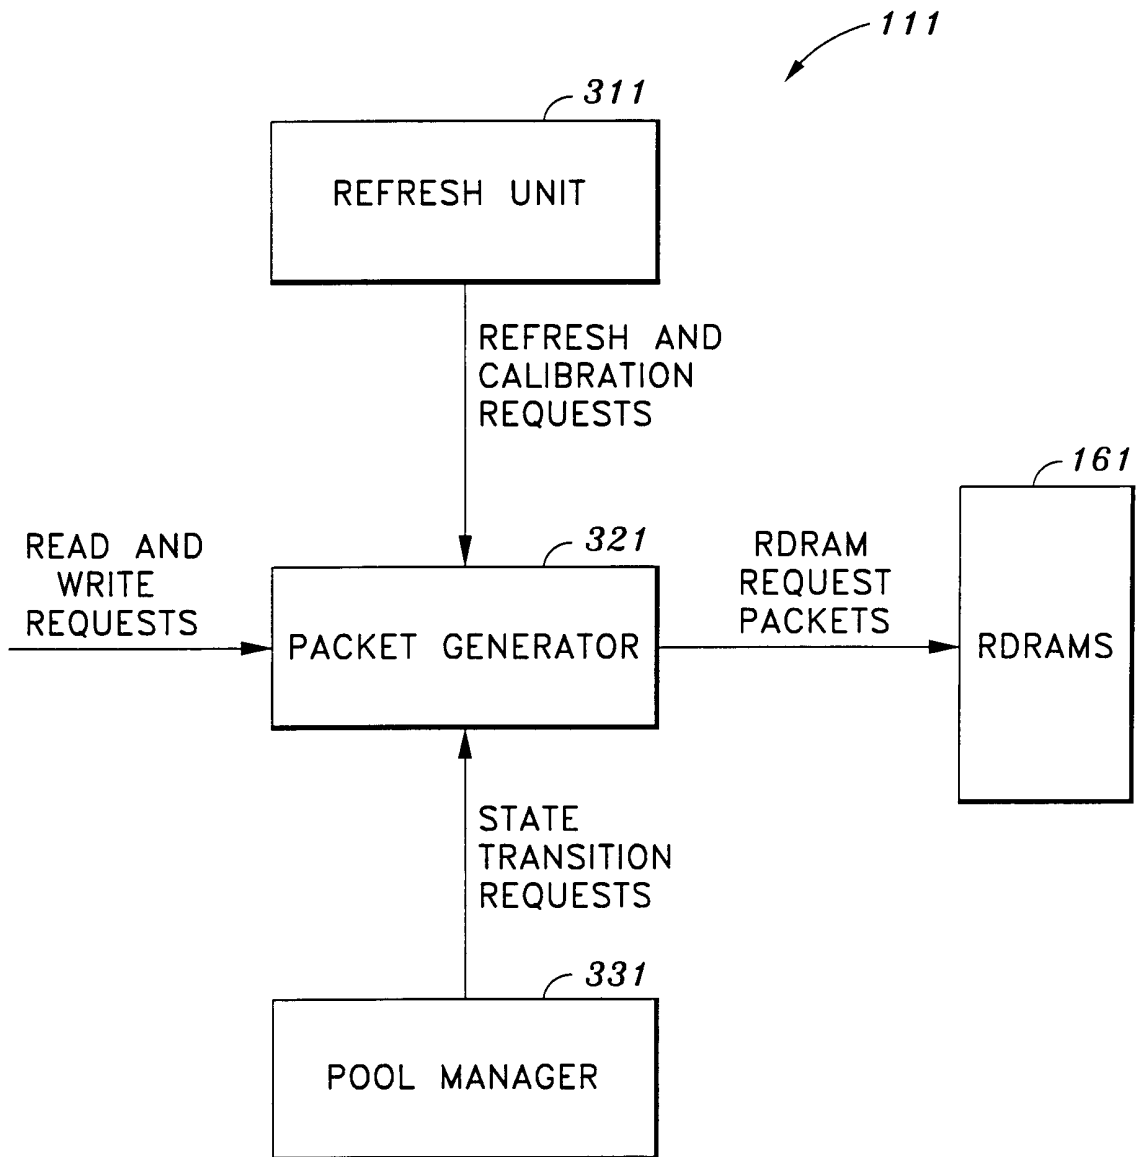 111
311
REFRESH UNIT
REFRESH AND
CALIBRATION
REQUESTS
161
READ AND
WRITE
REQUESTS
321
PACKET GENERATOR
RDRAM
REQUEST
PACKETS
RDRAMS
STATE
TRANSITION
REQUESTS
331
POOL MANAGER